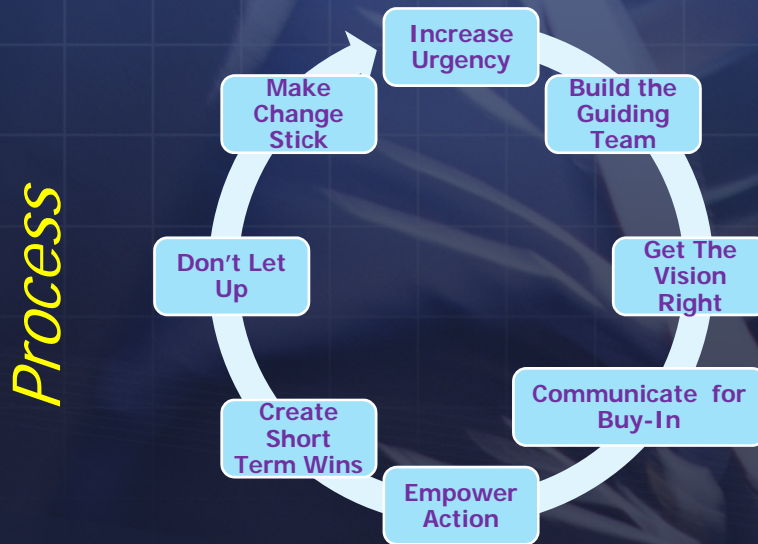 Process
Increase
Urgency
Build the
Guiding
Team
Get The
Vision
Right
Communicate for
Buy-In
Empower
Action
Create
Short
Term Wins
Don't Let
Up
Make
Change
Stick